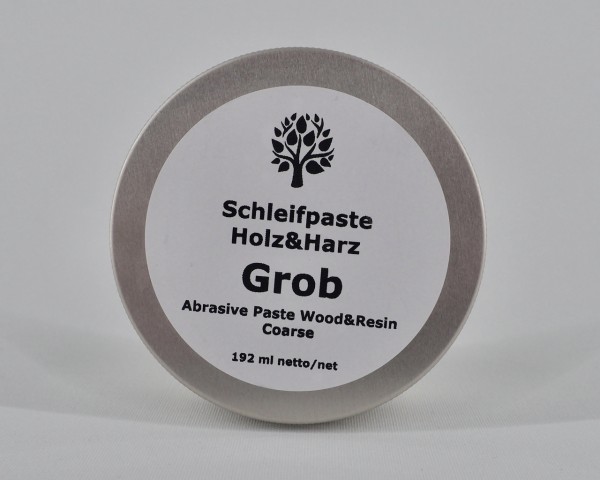 Schleifpaste
Holz&Harz
Grob
Abrasive Paste Wood&Resin
Coarse
192 ml netto/net